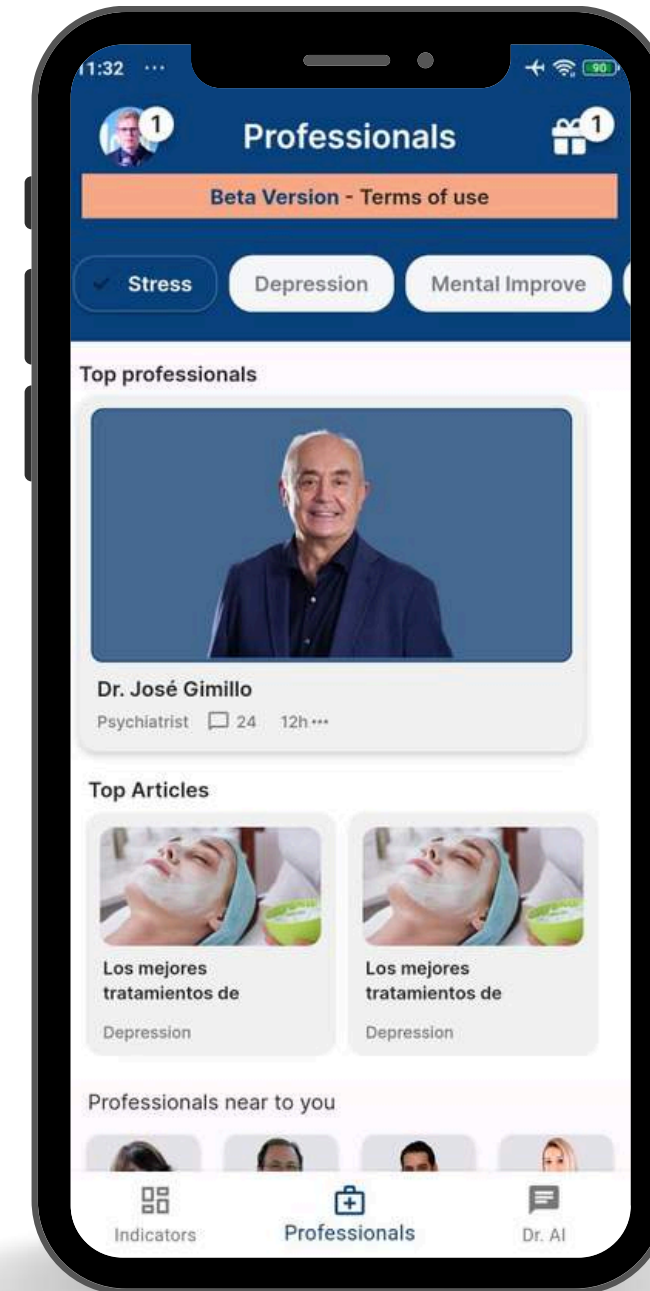 11:32 ...
90
1
Professionals
1
Beta Version - Terms of use
Stress
Depression
Mental Improve
Top professionals
Dr. José Gimillo
Psychiatrist 24 12h ...
Top Articles
Los mejores
tratamientos de
Depression
Los mejores
tratamientos de
Depression
Professionals near to you
Indicators
Professionals
Dr. AI